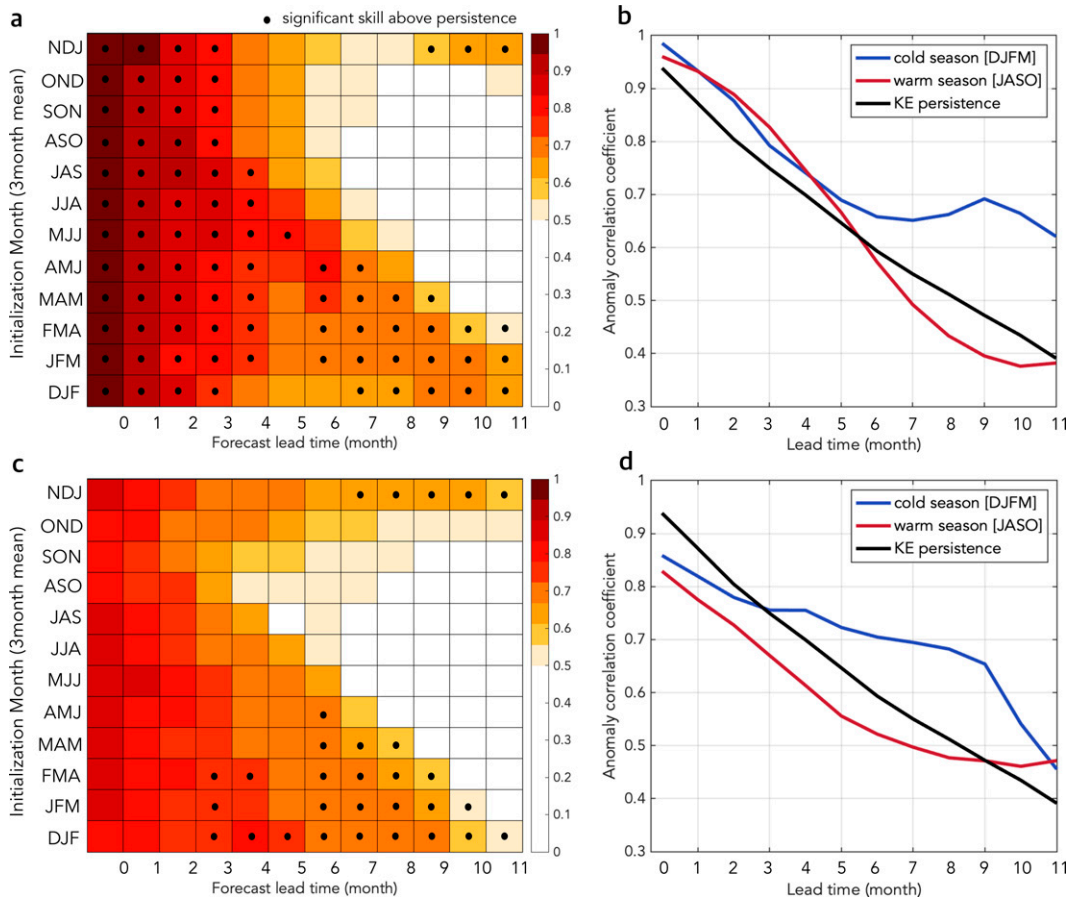 a
● significant skill above persistence
Initialization Month (3month mean)
NDJ
OND
SON
ASO
JAS
JJA
MJJ
AMJ
MAM
FMA
JFM
DJF
0 1 2 3 4 5 6 7 8 9 10 11
Forecast lead time (month)
1
0.9
0.8
0.7
0.6
0.5
0.4
0.3
0.2
0.1
0
b
Anomaly correlation coefficient
1
0.9
0.8
0.7
0.6
0.5
0.4
0.3
cold season [DJFM]
warm season [JASO]
KE persistence
0 1 2 3 4 5 6 7 8 9 10 11
Lead time (month)
c
Initialization Month (3month mean)
NDJ
OND
SON
ASO
JAS
JJA
MJJ
AMJ
MAM
FMA
JFM
DJF
0 1 2 3 4 5 6 7 8 9 10 11
Forecast lead time (month)
1
0.9
0.8
0.7
0.6
0.5
0.4
0.3
0.2
0.1
0
d
Anomaly correlation coefficient
1
0.9
0.8
0.7
0.6
0.5
0.4
0.3
cold season [DJFM]
warm season [JASO]
KE persistence
0 1 2 3 4 5 6 7 8 9 10 11
Lead time (month)